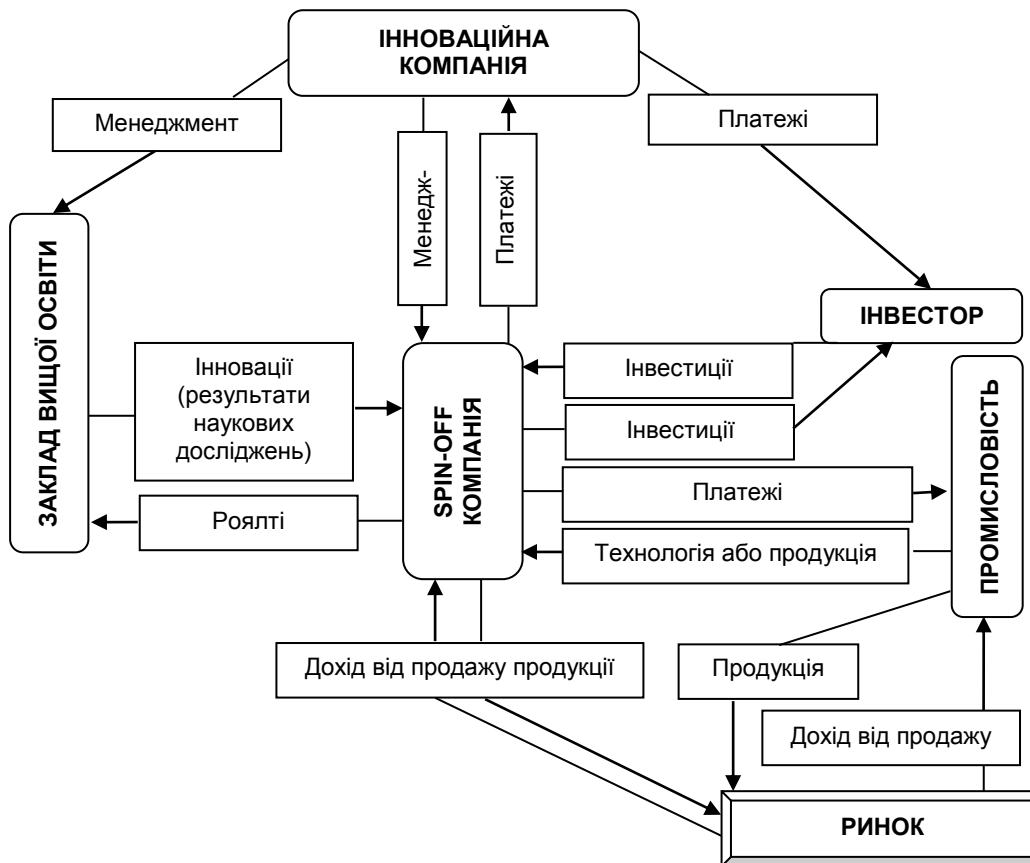 ІННОВАЦІЙНА
КОМПАНІЯ
Менеджмент
Платежі
Менедж-
Платежі
ЗАКЛАД ВИЩОЇ ОСВІТИ
ІНВЕСТОР
Інновації
(результати
наукових
досліджень)
SPIN-OFF
КОМПАНІЯ
Інвестиції
Інвестиції
ПРОМИСЛОВІСТЬ
Платежі
Роялті
Технологія або продукція
Дохід від продажу продукції
Продукція
Дохід від продажу
РИНОК